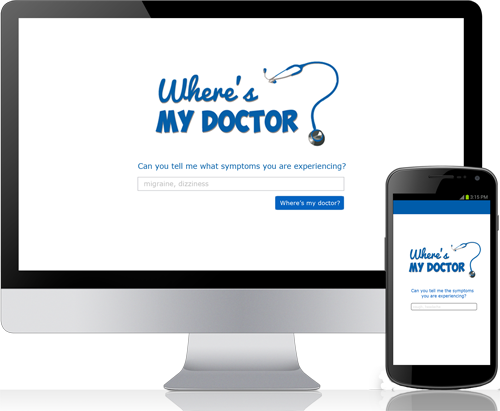 Where's
MY DOCTOR
Can you tell me what symptoms you are experiencing?
migraine, dizziness
Where's my doctor?
3:15 PM
Where's
MY DOCTOR
Can you tell me the symptoms
you are experiencing?